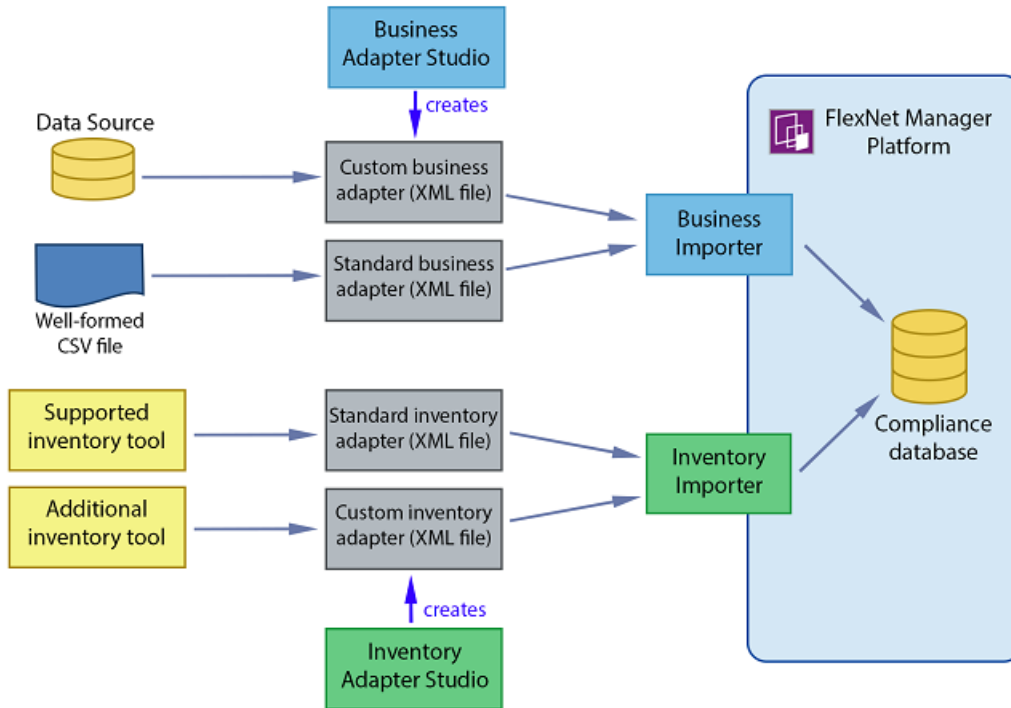 Business
Adapter Studio
creates
FlexNet Manager
Platform
Data Source
Custom business
adapter (XML file)
Business
Importer
Standard business
adapter (XML file)
Well-formed
CSV file
Supported
inventory tool
Standard inventory
adapter (XML file)
Compliance
database
Inventory
Importer
Additional
inventory tool
Custom inventory
adapter (XML file)
creates
Inventory
Adapter Studio